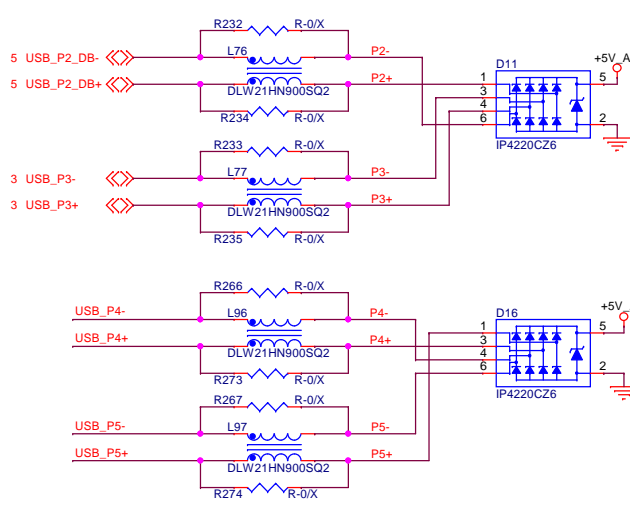 R232 R-0/X
5 USB_P2_DB- L76 P2-
5 USB_P2_DB+ DLW21HN900SQ2 P2+
R234 R-0/X
D11 +5V_A
1 5
3
4
6 2
IP4220CZ6
R233 R-0/X
3 USB_P3- L77 P3-
3 USB_P3+ DLW21HN900SQ2 P3+
R235 R-0/X
R266 R-0/X
USB_P4- L96 P4-
USB_P4+ DLW21HN900SQ2 P4+
R273 R-0/X
D16 +5V_
1 5
3
4
6 2
IP4220CZ6
R267 R-0/X
USB_P5- L97 P5-
USB_P5+ DLW21HN900SQ2 P5+
R274 R-0/X